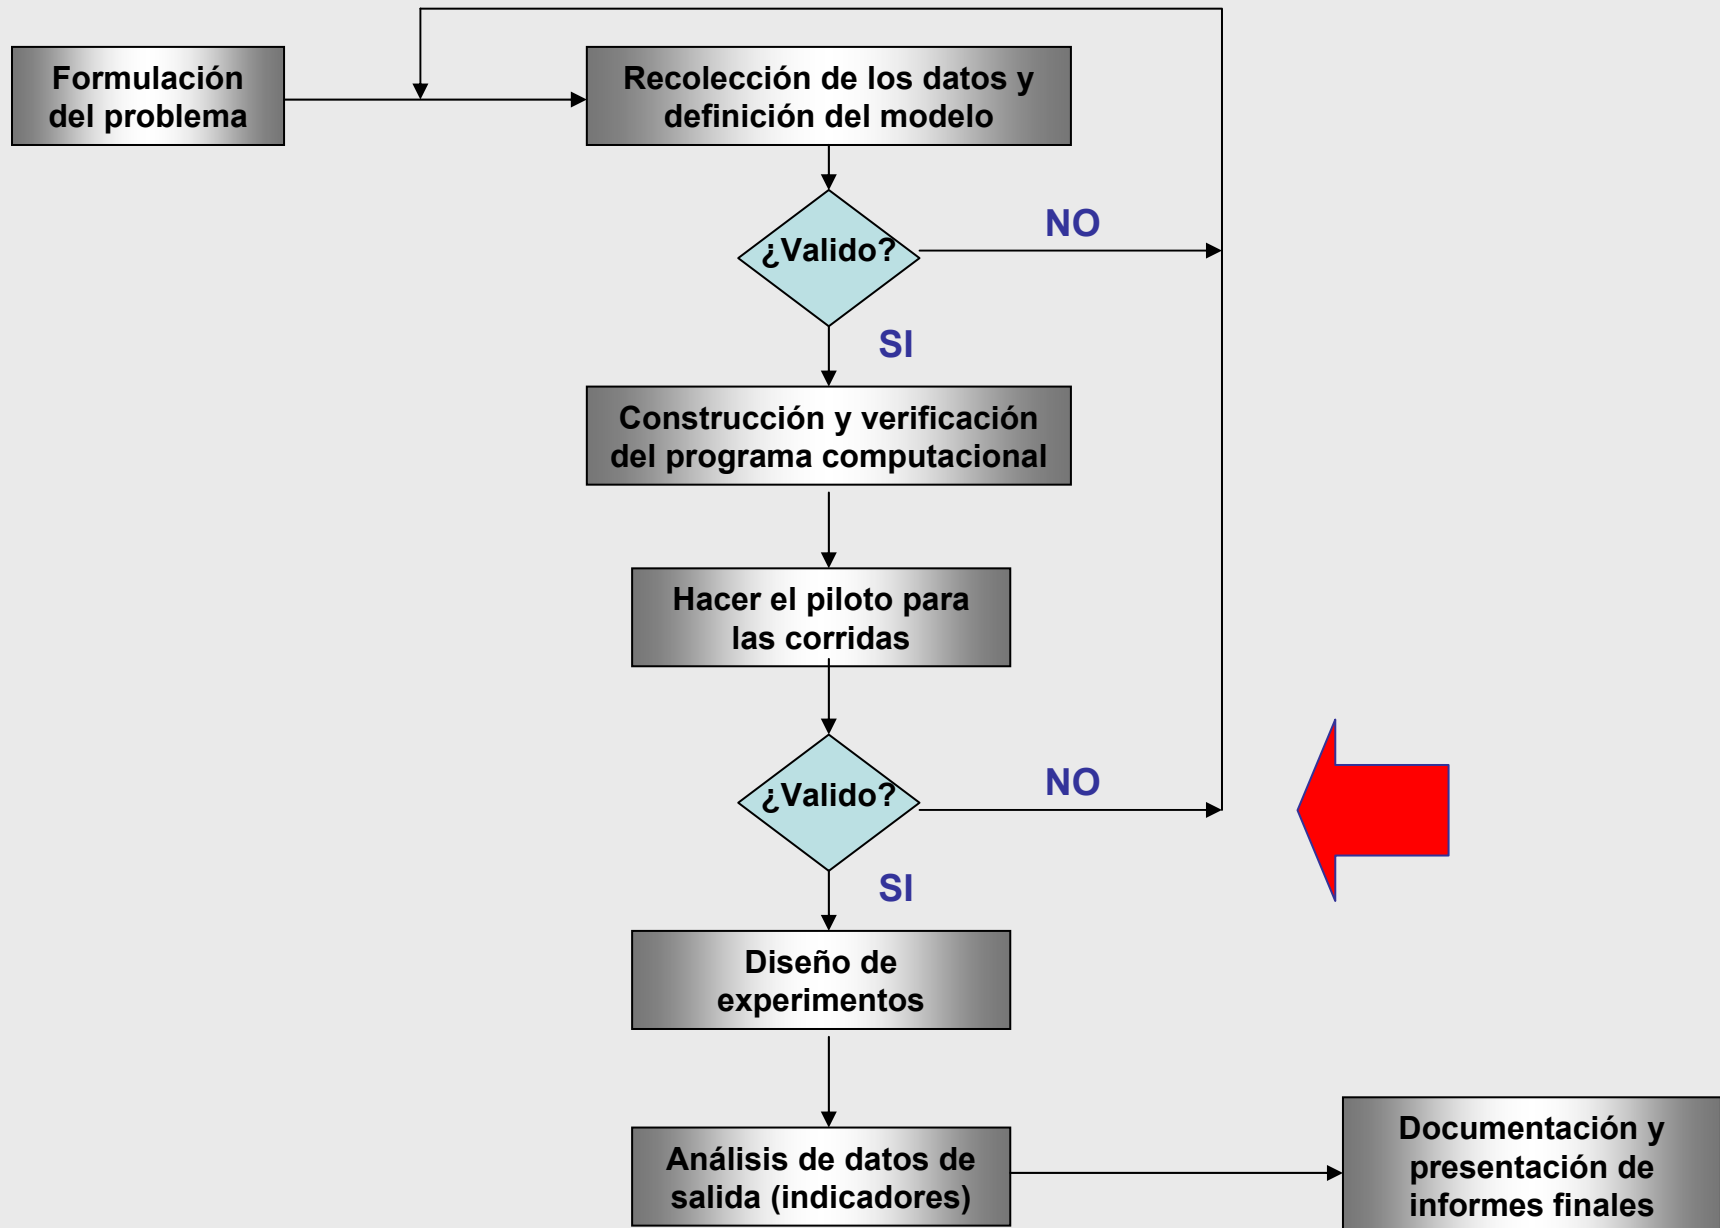 Formulación
del problema
Recolección de los datos y
definición del modelo
¿Valido?
NO
SI
Construcción y verificación
del programa computacional
Hacer el piloto para
las corridas
¿Valido?
NO
SI
Diseño de
experimentos
Análisis de datos de
salida (indicadores)
Documentación y
presentación de
informes finales